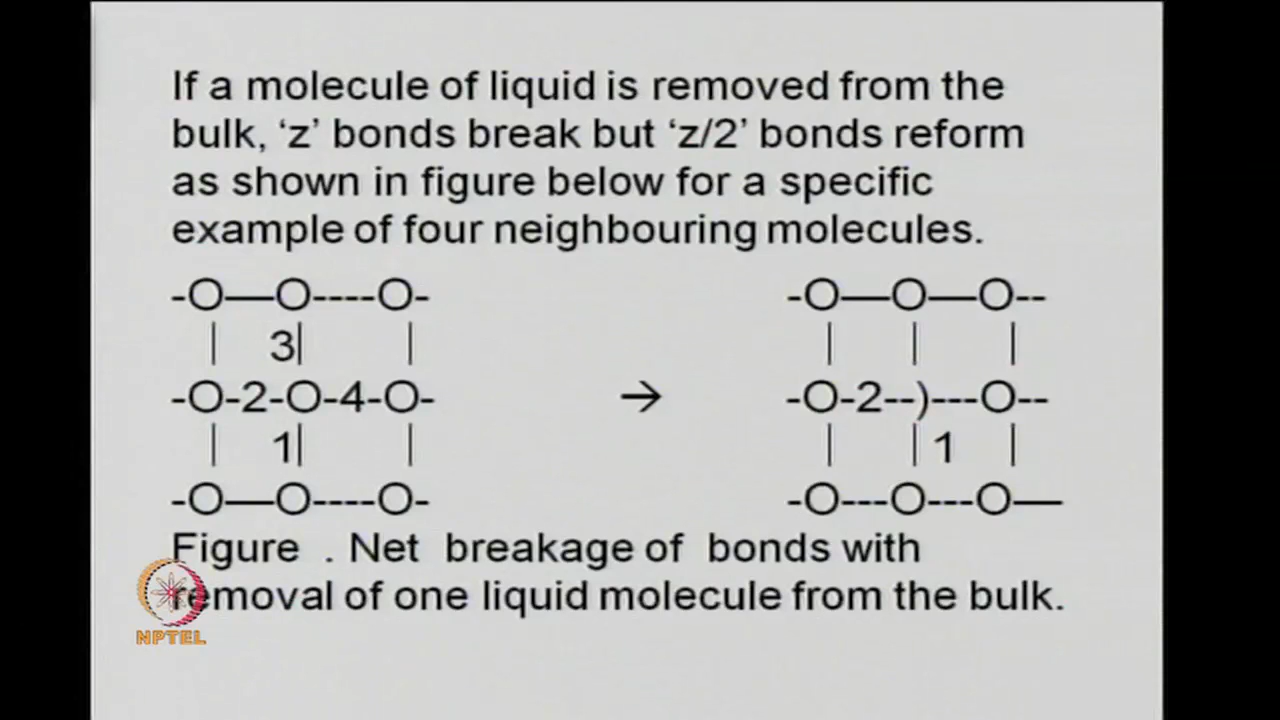 If a molecule of liquid is removed from the
bulk, ‘z’ bonds break but ‘z/2’ bonds reform
as shown in figure below for a specific
example of four neighbouring molecules.
-O—O----O- -O—O—O--
| 3| | | | |
-O-2-O-4-O- → -O-2--)---O--
| 1| | | |1 |
-O—O----O- -O---O---O—
Figure . Net breakage of bonds with
removal of one liquid molecule from the bulk.
NPTEL